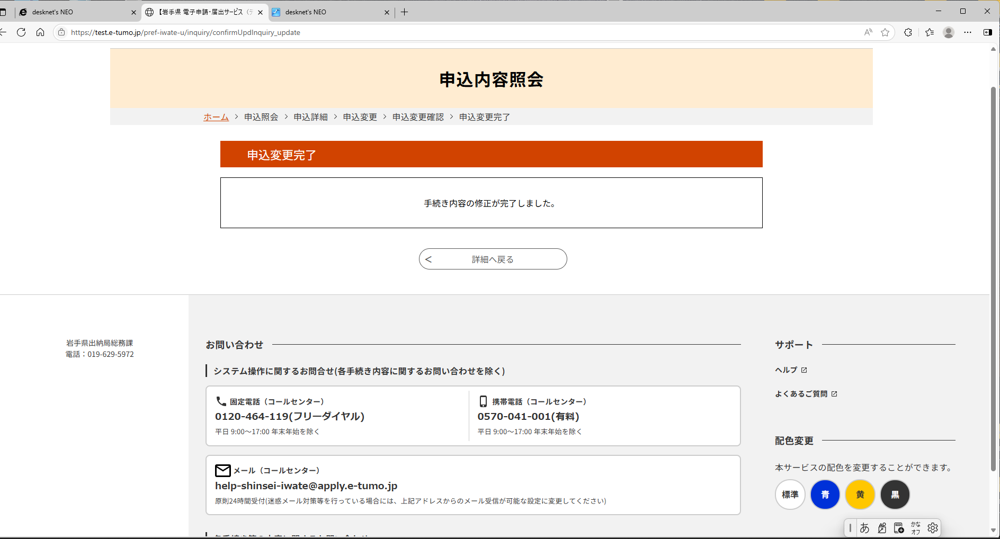 desknet's NEO
【岩手県 電子申請・届出サービス（
desknet's NEO
https://test.e-tumo.jp/pref-iwate-u/inquiry/confirmUpdInquiry_update
申込内容照会
ホーム > 申込照会 > 申込詳細 > 申込変更 > 申込変更確認 > 申込変更完了
申込変更完了
手続き内容の修正が完了しました。
< 詳細へ戻る
岩手県出納局総務課
電話：019-629-5972
お問い合わせ
システム操作に関するお問合せ(各手続き内容に関するお問い合わせを除く)
固定電話（コールセンター）
0120-464-119(フリーダイヤル)
平日 9:00～17:00 年末年始を除く
携帯電話（コールセンター）
0570-041-001(有料)
平日 9:00～17:00 年末年始を除く
メール（コールセンター）
help-shinsei-iwate@apply.e-tumo.jp
原則24時間受付(迷惑メール対策等を行っている場合には、上記アドレスからのメール受信が可能な設定に変更してください)
サポート
ヘルプ
よくあるご質問
配色変更
本サービスの配色を変更することができます。
標準 青 黄 黒
あ かな
オフ